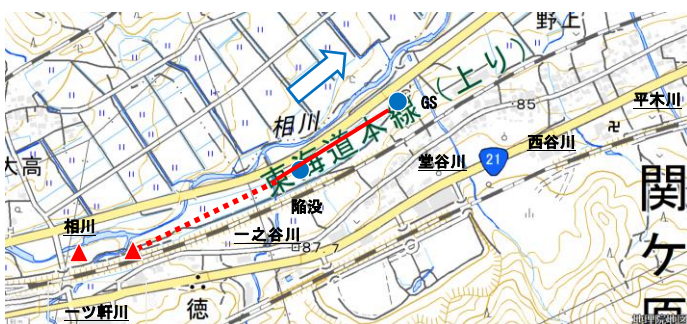 野上
GS
・85
平木川
相川
東海道本線(上り)
西谷川
卍
大高
堂谷川
21
陥没
関ケ原
相川
一之谷川
87.7
一ツ軒川
徳
地理院地図